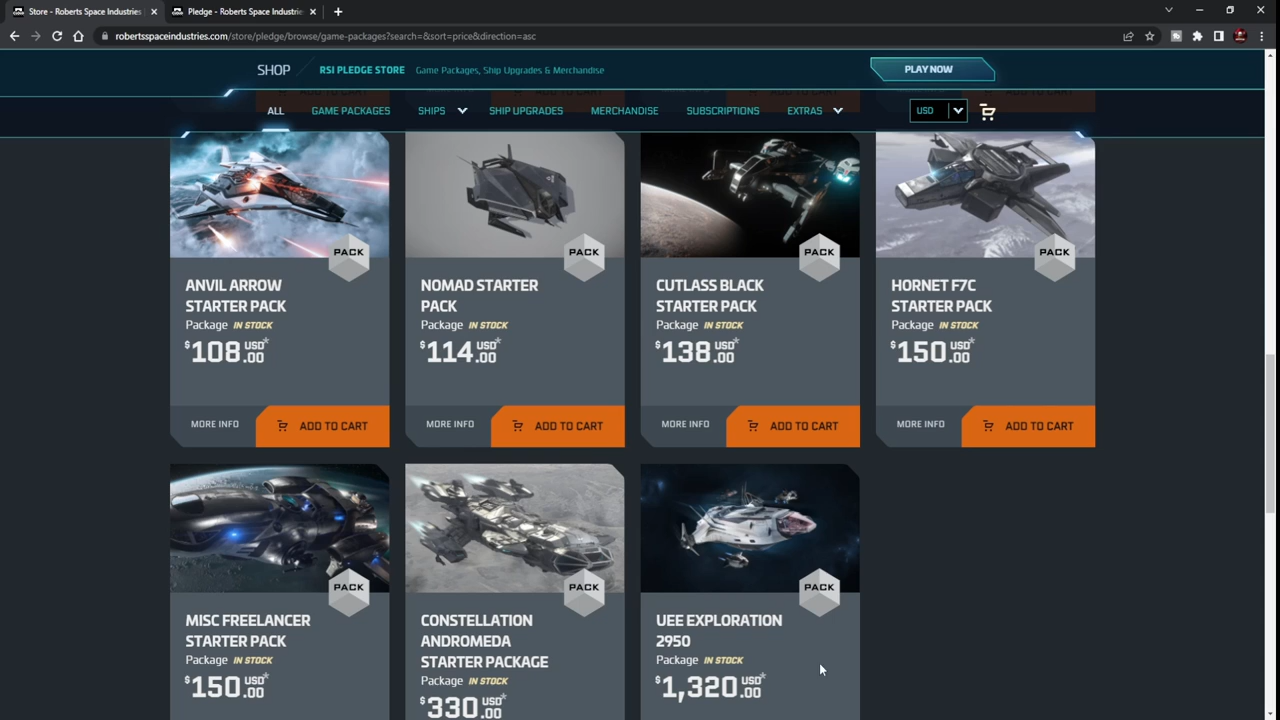 Store - Roberts Space Industries
Pledge - Roberts Space Industrie
robertsspaceindustries.com/store/pledge/browse/game-packages?search=&sort=price&direction=asc
SHOP
RSI PLEDGE STORE
Game Packages, Ship Upgrades & Merchandise
PLAY NOW
ALL
GAME PACKAGES
SHIPS
SHIP UPGRADES
MERCHANDISE
SUBSCRIPTIONS
EXTRAS
USD
PACK
PACK
PACK
PACK
ANVIL ARROW
STARTER PACK
Package IN STOCK
$108.00 USD*
MORE INFO
ADD TO CART
NOMAD STARTER
PACK
Package IN STOCK
$114.00 USD*
MORE INFO
ADD TO CART
CUTLASS BLACK
STARTER PACK
Package IN STOCK
$138.00 USD*
MORE INFO
ADD TO CART
HORNET F7C
STARTER PACK
Package IN STOCK
$150.00 USD*
MORE INFO
ADD TO CART
PACK
PACK
PACK
MISC FREELANCER
STARTER PACK
Package IN STOCK
$150.00 USD*
CONSTELLATION
ANDROMEDA
STARTER PACKAGE
Package IN STOCK
$330.00 USD*
UEE EXPLORATION
2950
Package IN STOCK
$1,320.00 USD*